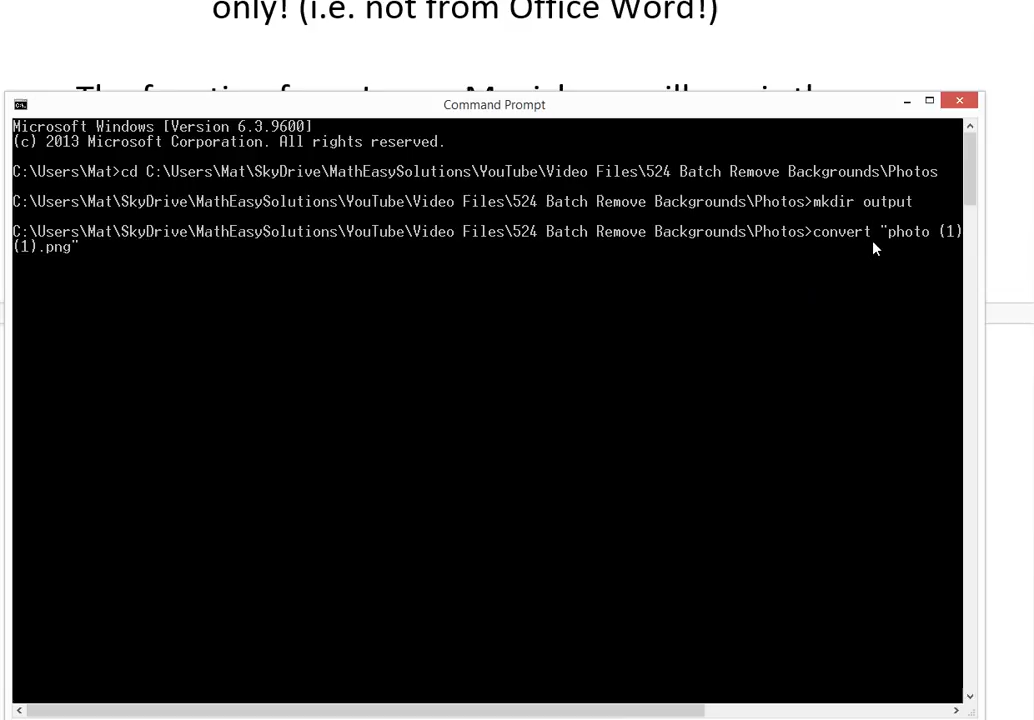 only! (i.e. not from Office Word!)
Command Prompt
Microsoft Windows [Version 6.3.9600]
(c) 2013 Microsoft Corporation. All rights reserved.
C:\Users\Mat>cd C:\Users\Mat\SkyDrive\MathEasySolutions\YouTube\Video Files\524 Batch Remove Backgrounds\Photos
C:\Users\Mat\SkyDrive\MathEasySolutions\YouTube\Video Files\524 Batch Remove Backgrounds\Photos>mkdir output
C:\Users\Mat\SkyDrive\MathEasySolutions\YouTube\Video Files\524 Batch Remove Backgrounds\Photos>convert "photo (1)
(1).png"